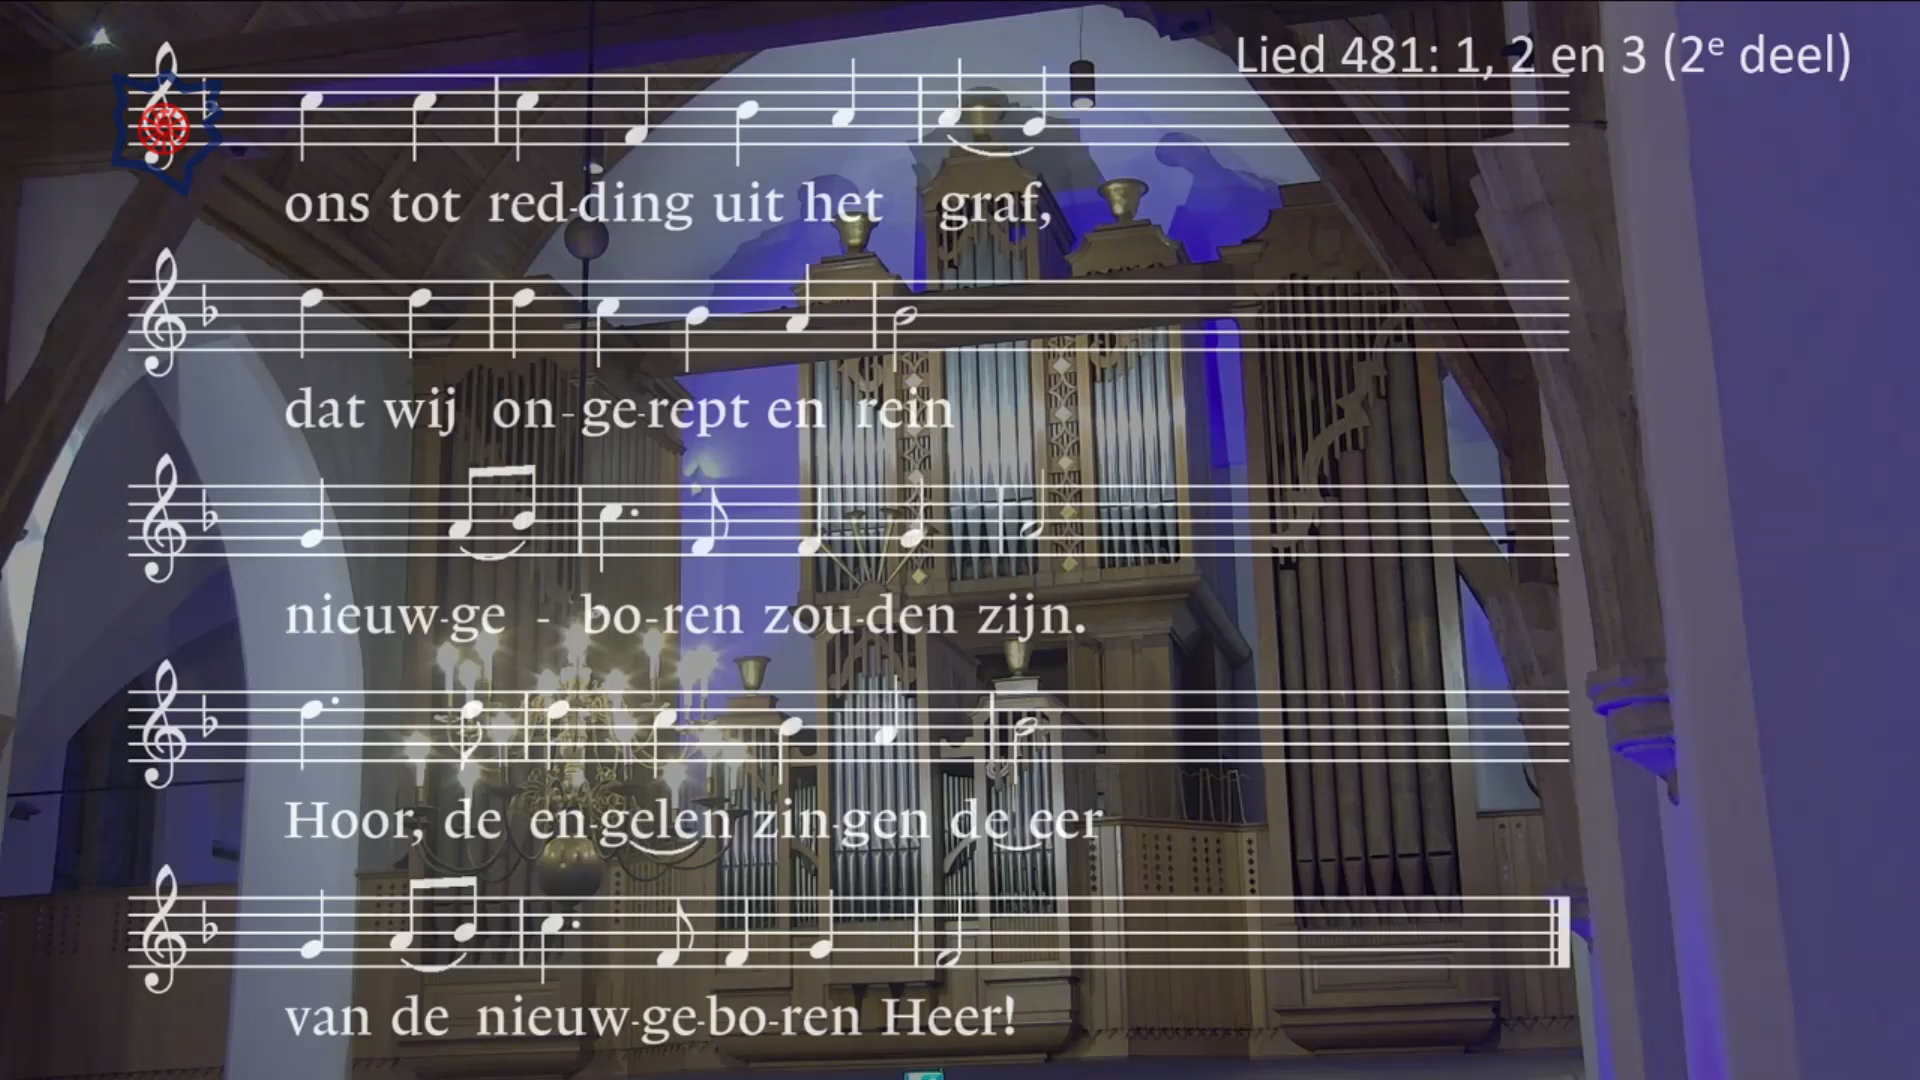 Lied 481: 1, 2 en 3 (2e deel)
ons tot red-ding uit het graf,
dat wij on-ge-rept en rein
nieuw-ge - bo-ren zou-den zijn.
Hoor, de en-gelen zin-gen de eer
van de nieuw-ge-bo-ren Heer!